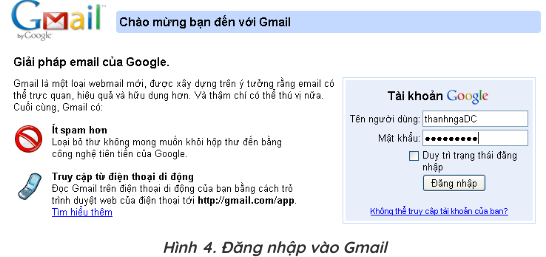 Gmail
by Google
Chào mừng bạn đến với Gmail
Giải pháp email của Google.
Gmail là một loại webmail mới, được xây dựng trên ý tưởng rằng email có
thể trực quan, hiệu quả và hữu dụng hơn. Và thậm chí có thể thú vị nữa.
Cuối cùng, Gmail có:
Ít spam hơn
Loại bỏ thư không mong muốn khỏi hộp thư đến bằng
công nghệ tiên tiến của Google.
Truy cập từ điện thoại di động
Đọc Gmail trên điện thoại di động của bạn bằng cách trỏ
trình duyệt web của điện thoại tới http://gmail.com/app.
Tìm hiểu thêm
Tài khoản Google
Tên người dùng: thanhngaDC
Mật khẩu: ●●●●●●●●●
Duy trì trạng thái đăng
nhập
Đăng nhập
Không thể truy cập tài khoản của bạn?
Hình 4. Đăng nhập vào Gmail